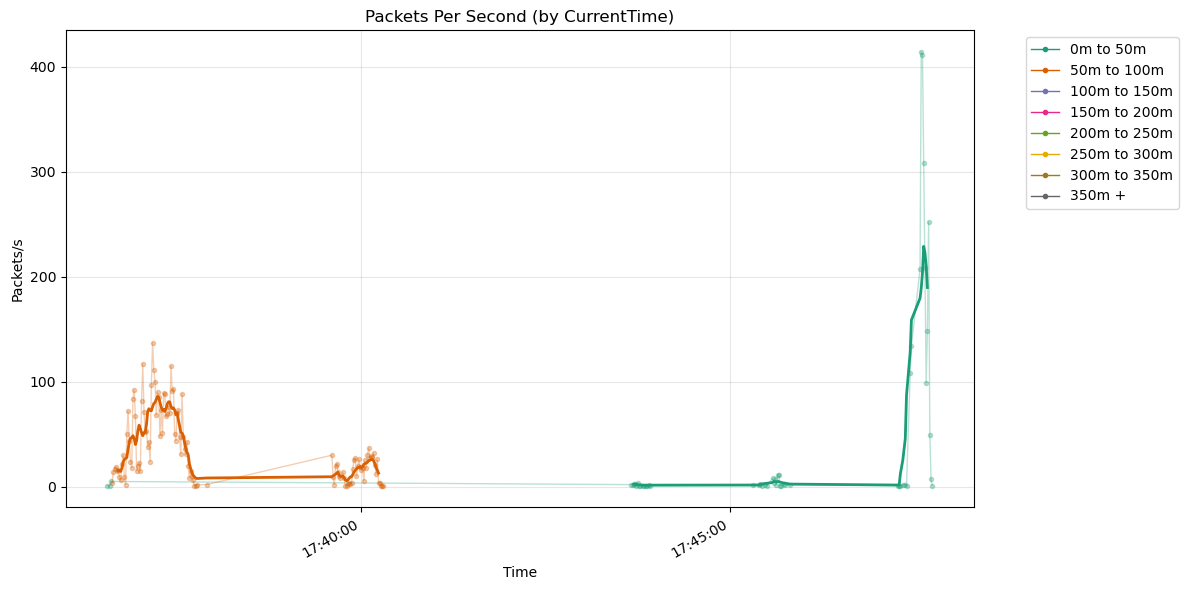 Packets Per Second (by CurrentTime)
400
300
200
100
0
Packets/s
17:40:00
17:45:00
Time
0m to 50m
50m to 100m
100m to 150m
150m to 200m
200m to 250m
250m to 300m
300m to 350m
350m +